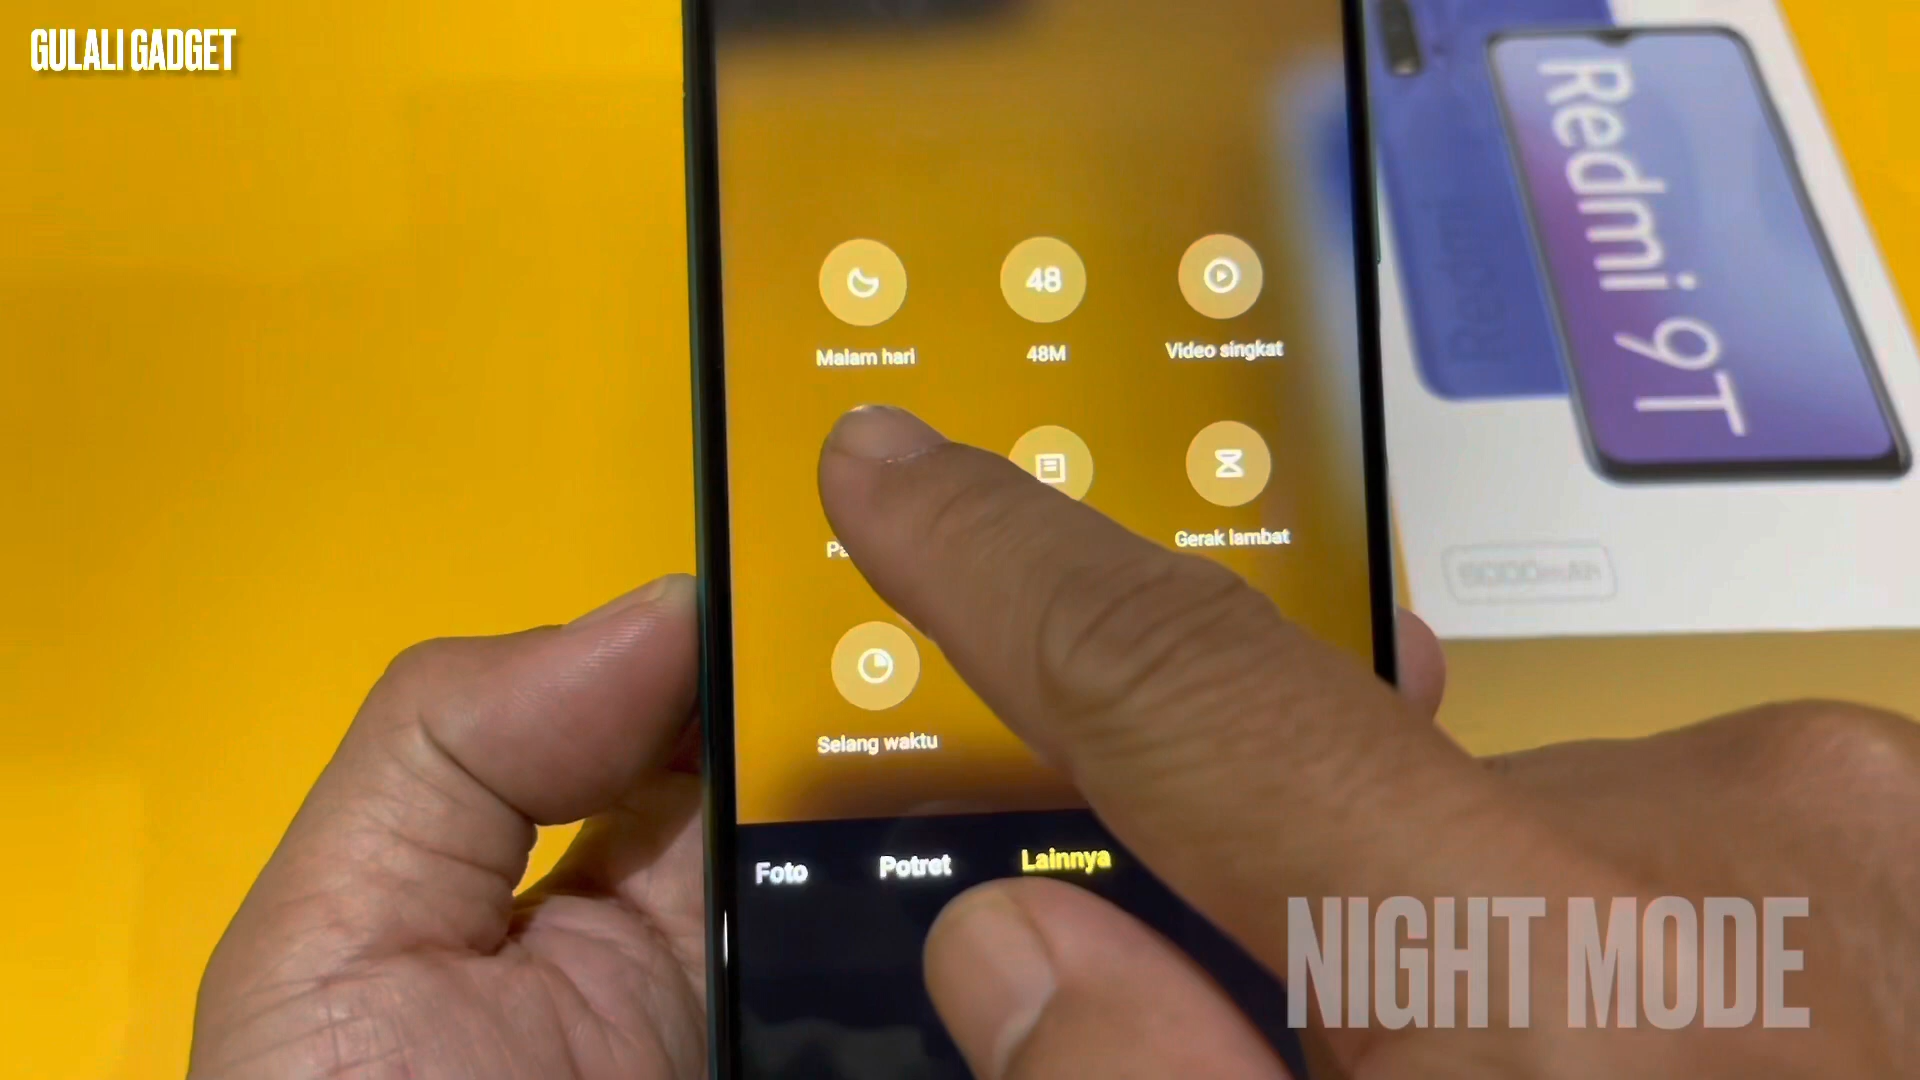 GULALI GADGET
Redmi 9T
48
Malam hari
48M
Video singkat
Gerak lambat
Selang waktu
Foto
Potret
Lainnya
NIGHT MODE